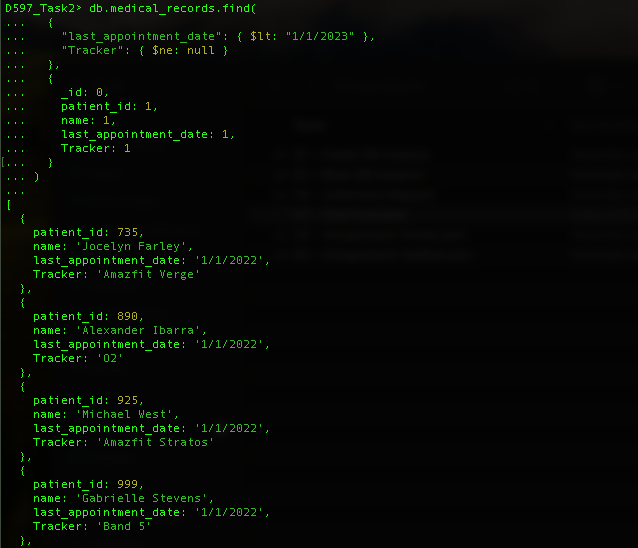 D597_Task2> db.medical_records.find(
...   {
...     "last_appointment_date": { $lt: "1/1/2023" },
...     "Tracker": { $ne: null }
...   },
...   {
...     _id: 0,
...     patient_id: 1,
...     name: 1,
...     last_appointment_date: 1,
...     Tracker: 1
[...   }
... )
...
[
  {
    patient_id: 735,
    name: 'Jocelyn Farley',
    last_appointment_date: '1/1/2022',
    Tracker: 'Amazfit Verge'
  },
  {
    patient_id: 890,
    name: 'Alexander Ibarra',
    last_appointment_date: '1/1/2022',
    Tracker: 'O2'
  },
  {
    patient_id: 925,
    name: 'Michael West',
    last_appointment_date: '1/1/2022',
    Tracker: 'Amazfit Stratos'
  },
  {
    patient_id: 999,
    name: 'Gabrielle Stevens',
    last_appointment_date: '1/1/2022',
    Tracker: 'Band 5'
  },